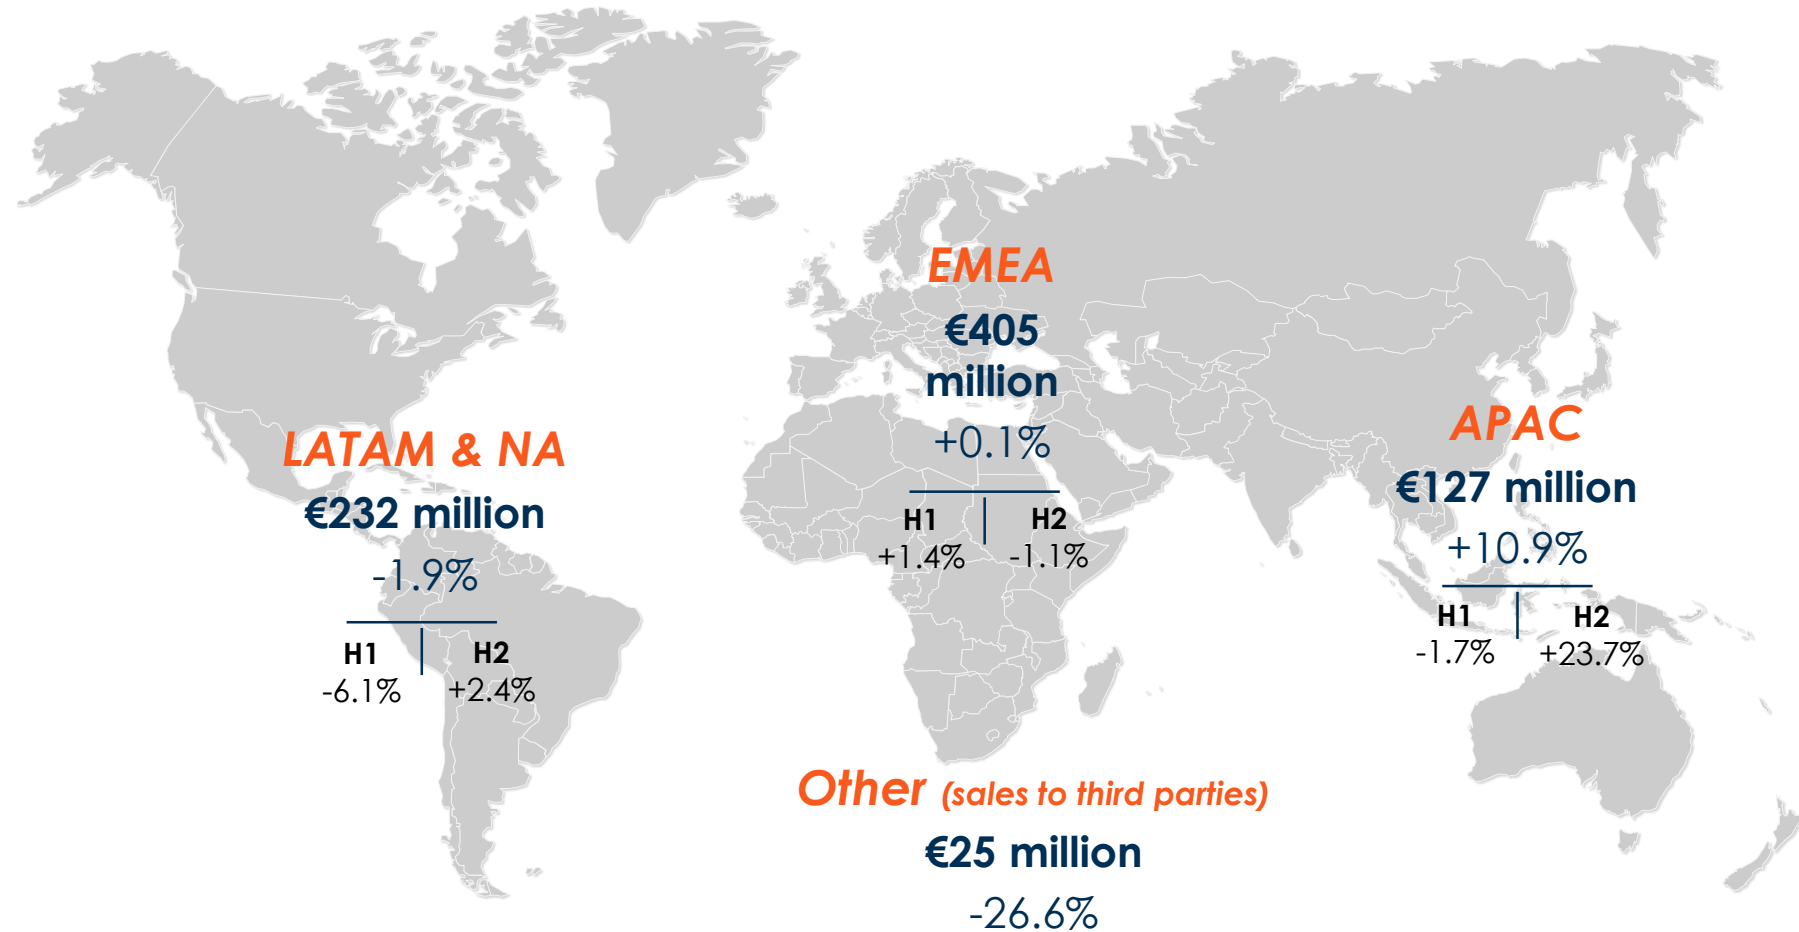 EMEA
€405
million
+0.1%
H1 H2
+1.4% -1.1%
LATAM & NA
€232 million
-1.9%
H1 H2
-6.1% +2.4%
APAC
€127 million
+10.9%
H1 H2
-1.7% +23.7%
Other (sales to third parties)
€25 million
-26.6%